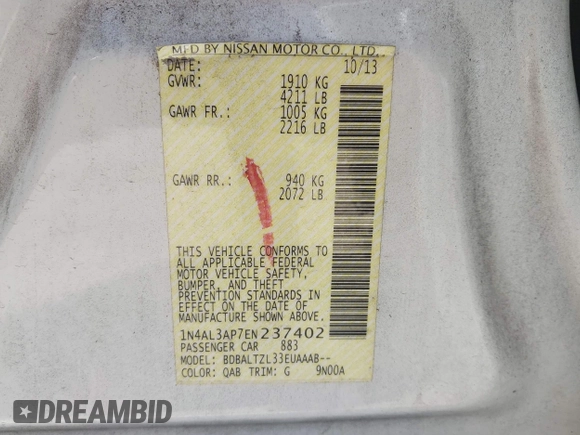 MFD BY NISSAN MOTOR CO., LTD.
DATE: 10/13
GVWR: 1910 KG
4211 LB
GAWR FR.: 1005 KG
2216 LB
GAWR RR.: 940 KG
2072 LB
THIS VEHICLE CONFORMS TO
ALL APPLICABLE FEDERAL
MOTOR VEHICLE SAFETY,
BUMPER, AND THEFT
PREVENTION STANDARDS IN
EFFECT ON THE DATE OF
MANUFACTURE SHOWN ABOVE.
1N4AL3AP7EN237402
PASSENGER CAR 883
MODEL: BDBALTZL33EUAAAB--
COLOR: QAB TRIM: G 9N00A
DREAMBID